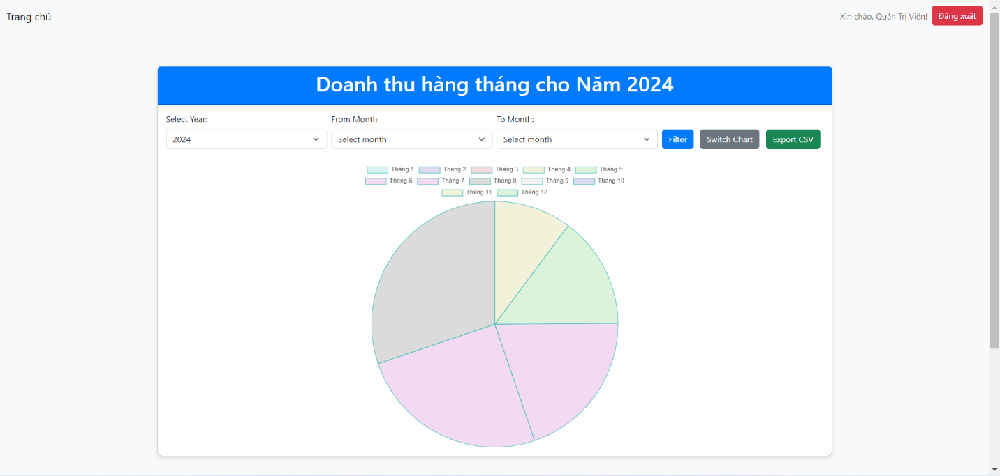 Trang chủ
Xin chào, Quản Trị Viên! Đăng xuất
Doanh thu hàng tháng cho Năm 2024
Select Year: From Month: To Month:
2024 Select month Select month Filter Switch Chart Export CSV
Tháng 1 Tháng 2 Tháng 3 Tháng 4 Tháng 5
Tháng 6 Tháng 7 Tháng 8 Tháng 9 Tháng 10
Tháng 11 Tháng 12